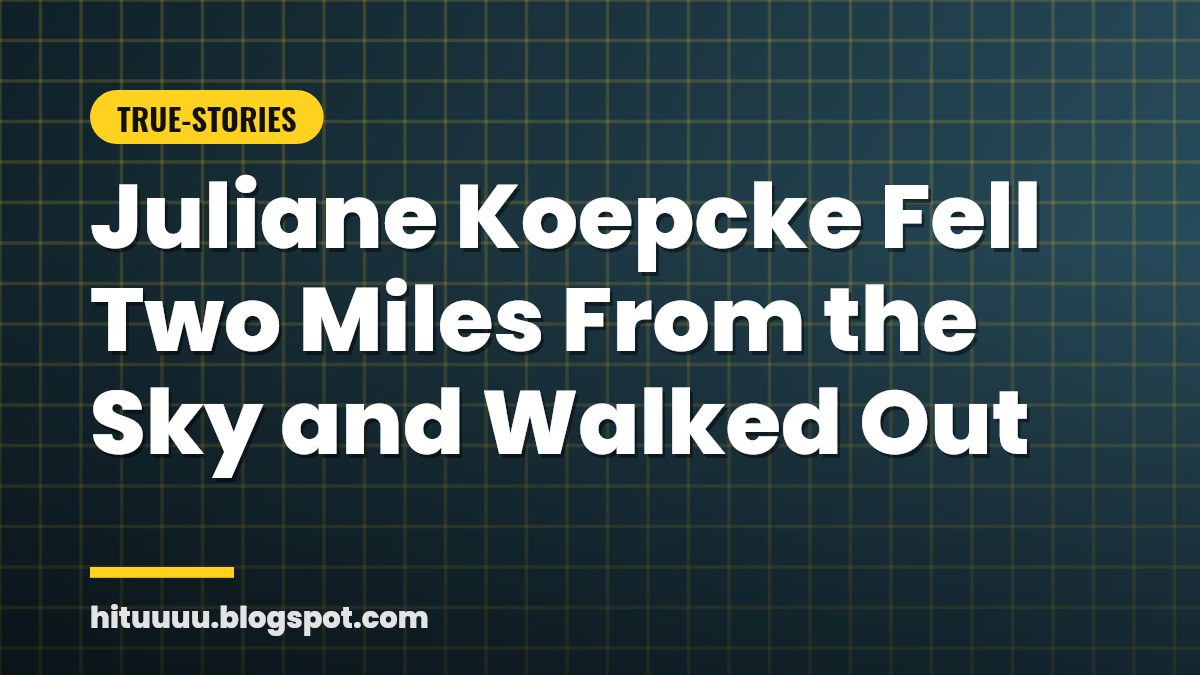 TRUE-STORIES
Juliane Koepcke Fell
Two Miles From the
Sky and Walked Out
hituuuu.blogspot.com